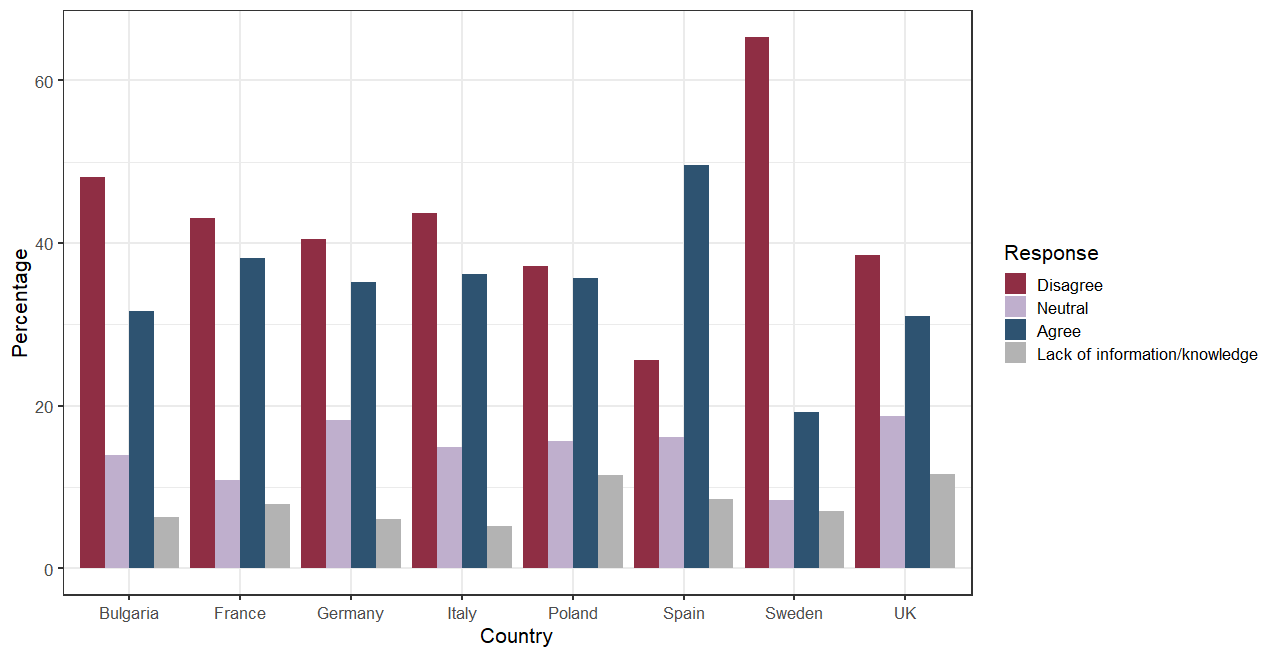 60
40
20
0
Percentage
Bulgaria France Germany Italy Poland Spain Sweden UK
Country
Response
Disagree
Neutral
Agree
Lack of information/knowledge